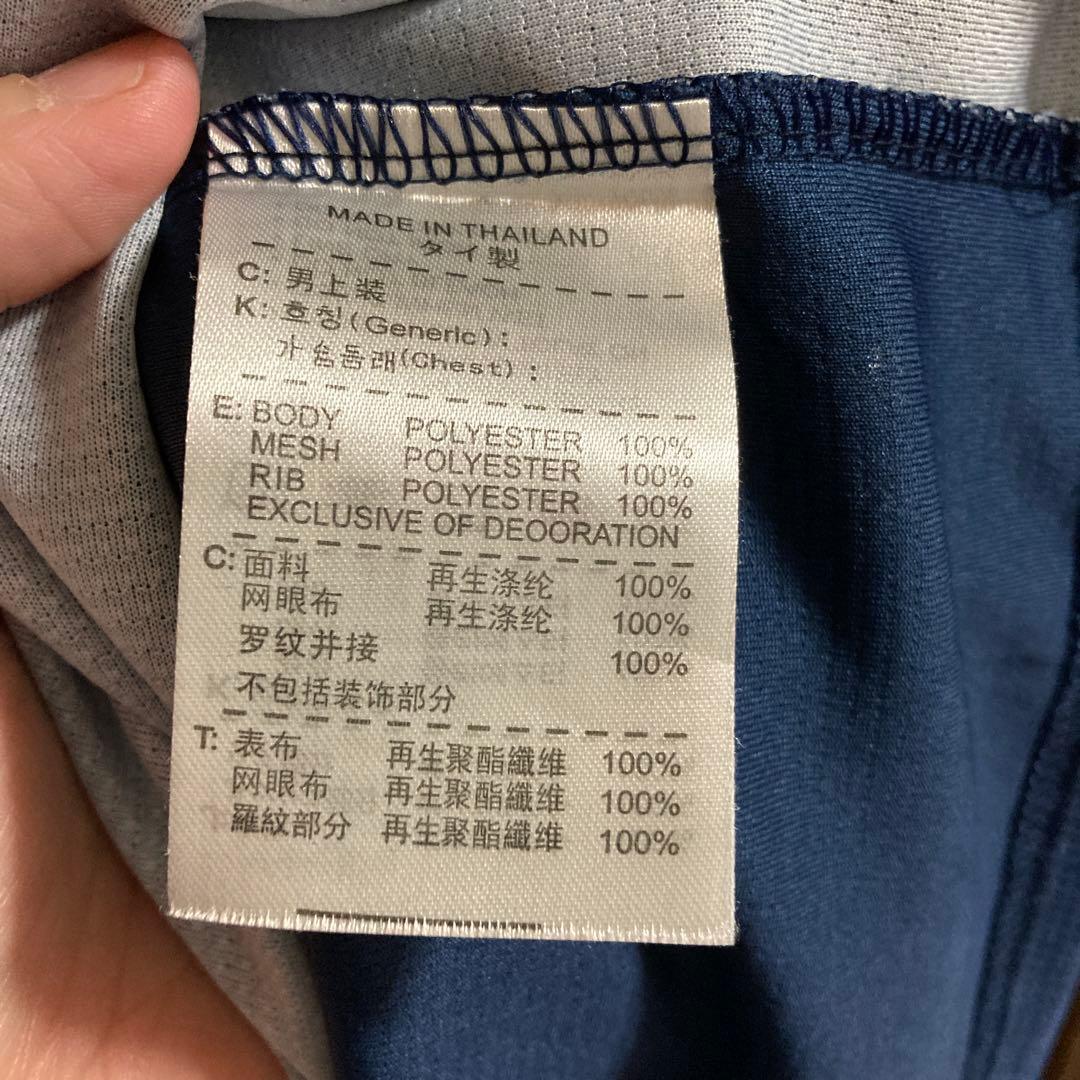 MADE IN THAILAND
タイ製
C: 男上装
K: 호칭(Generic):
가슴둠래(Chest):
E: BODY POLYESTER 100%
MESH POLYESTER 100%
RIB POLYESTER 100%
EXCLUSIVE OF DEOORATION
C: 面料 再生涤纶 100%
网眼布 再生涤纶 100%
罗纹并接 100%
不包括装饰部分
T: 表布 再生聚酯纖维 100%
网眼布 再生聚酯纖维 100%
羅紋部分 再生聚酯纖维 100%